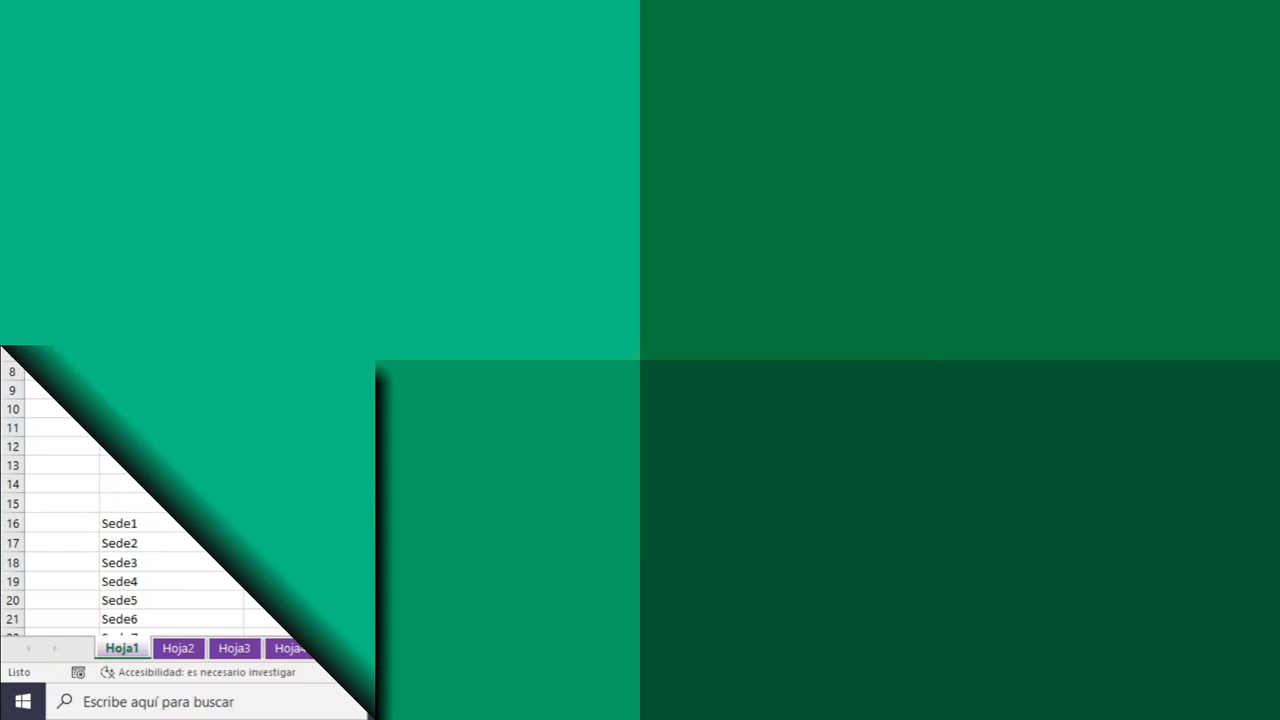 8
9
10
11
12
13
14
15
16 Sede1
17 Sede2
18 Sede3
19 Sede4
20 Sede5
21 Sede6
Hoja1 Hoja2 Hoja3 Hoja4
Listo Accesibilidad: es necesario investigar
Escribe aquí para buscar